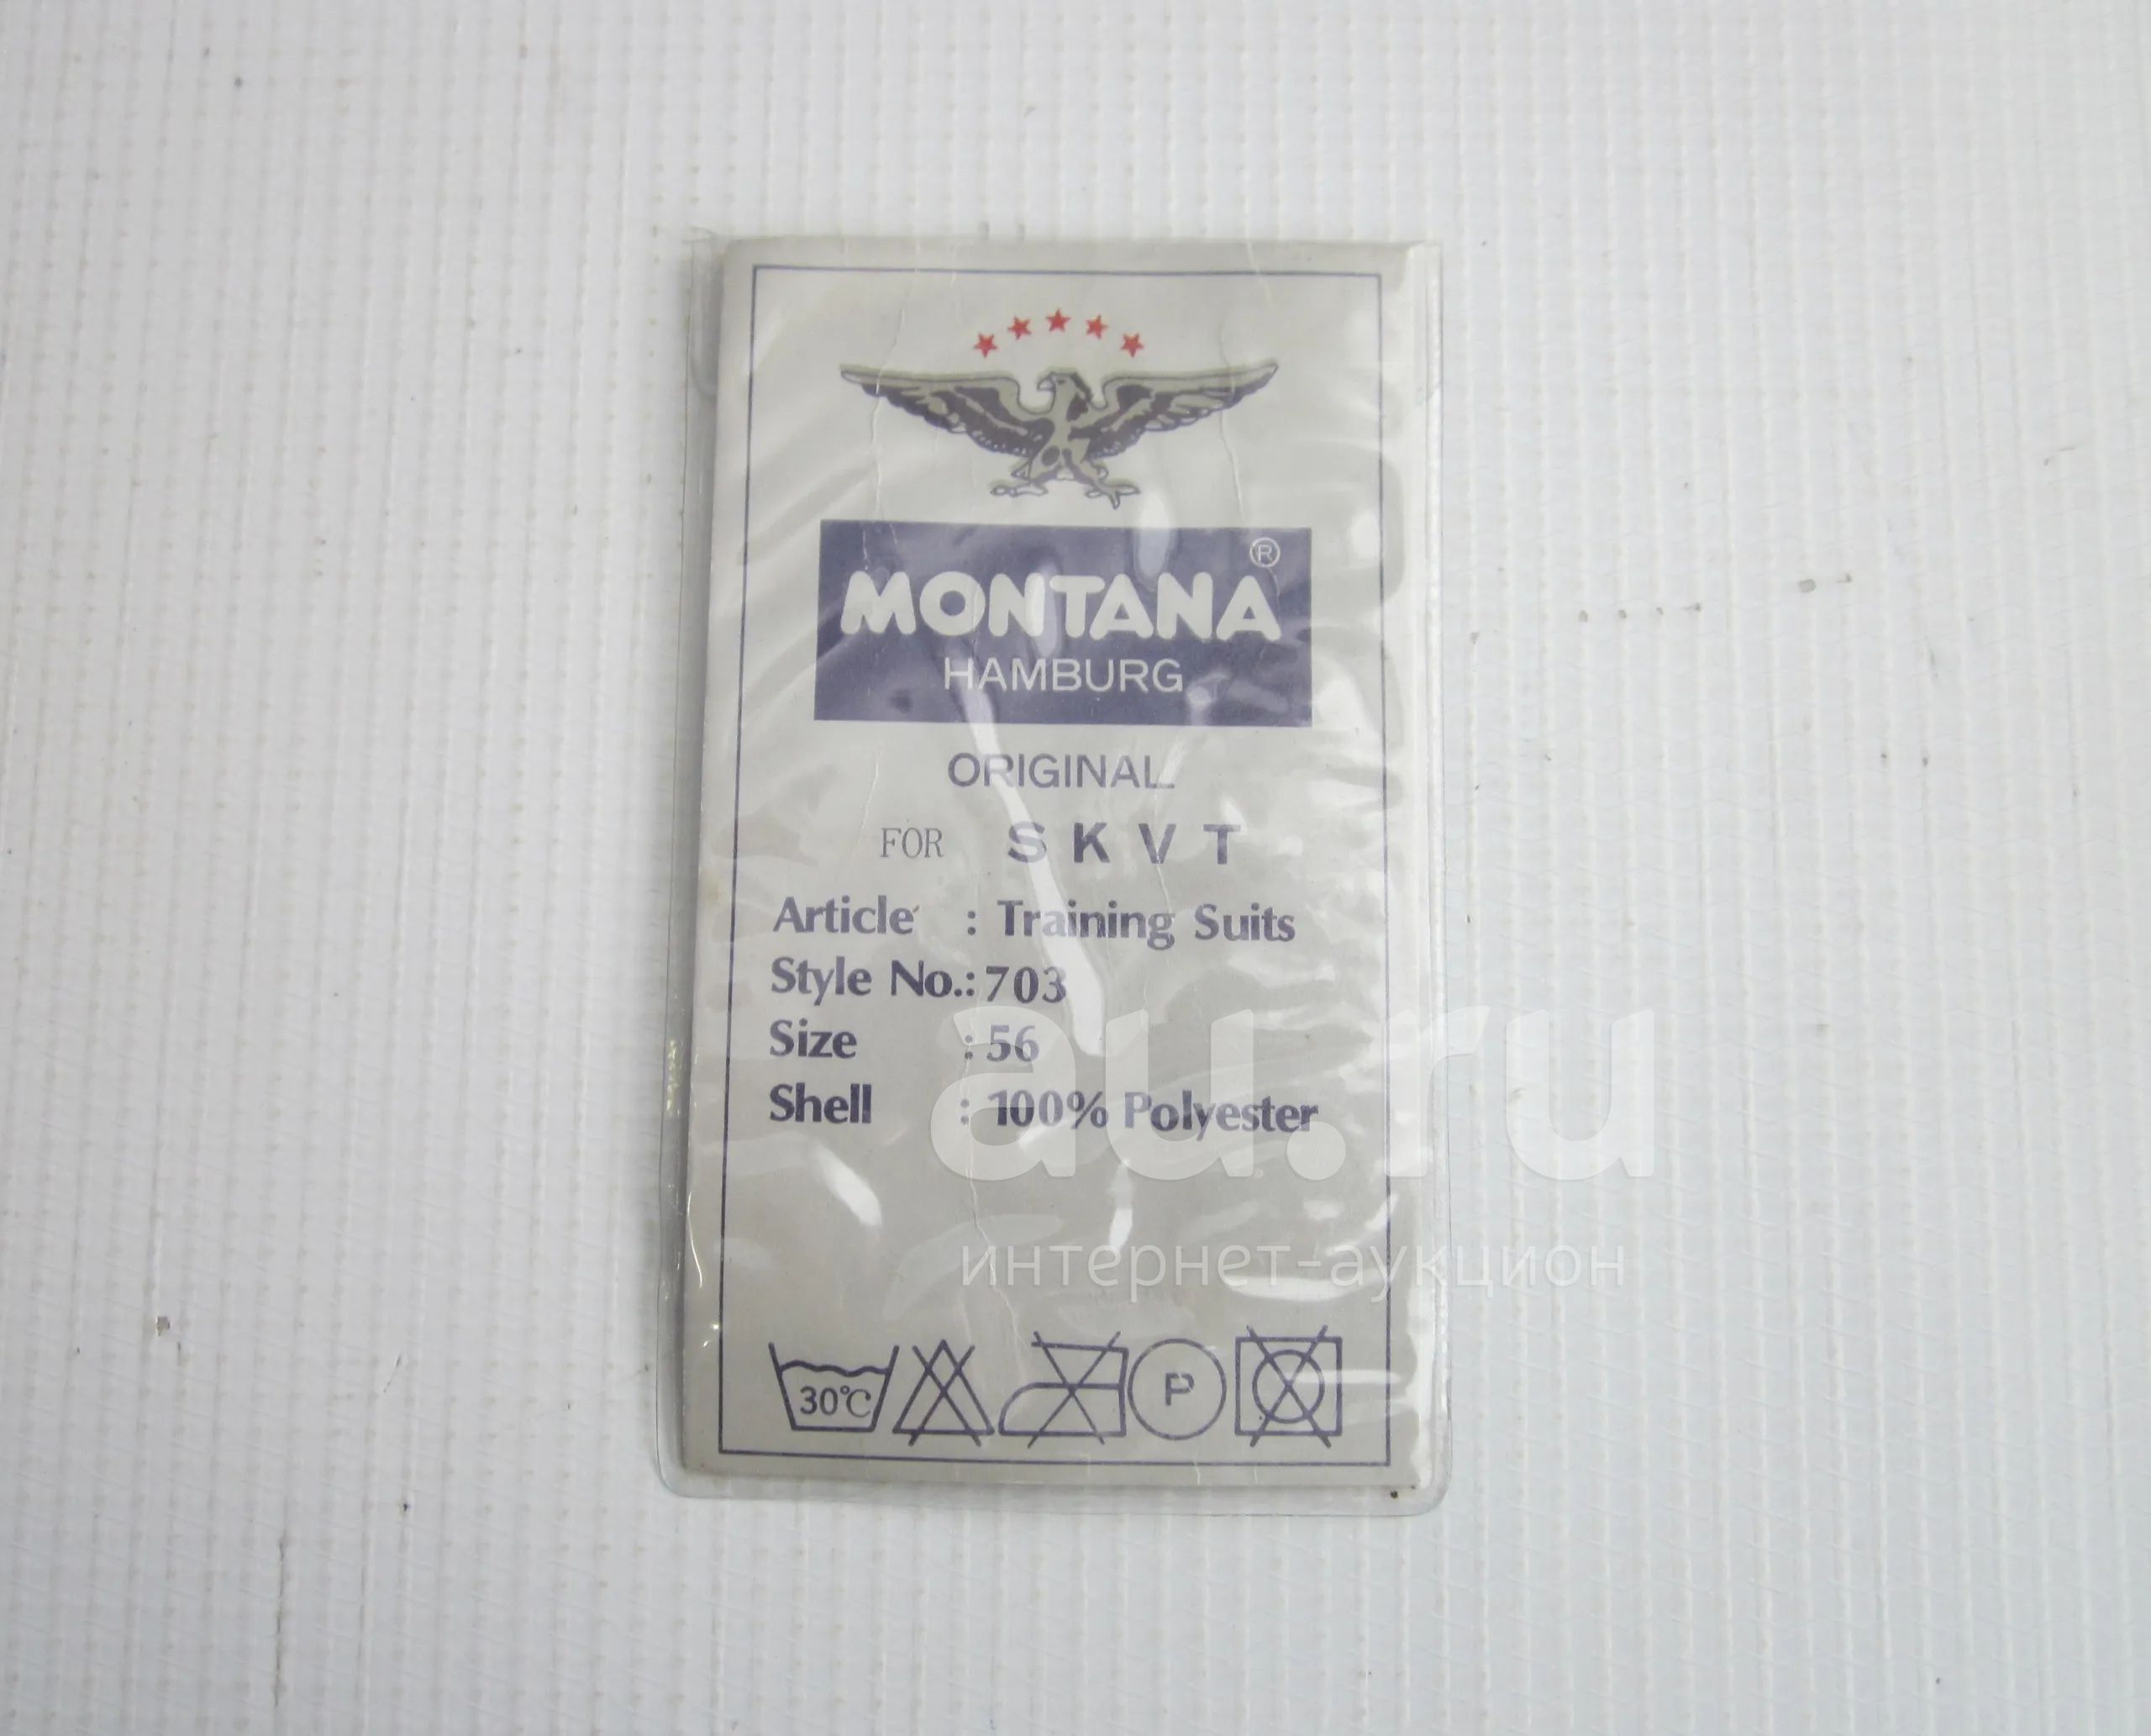 MONTANA ®
HAMBURG
ORIGINAL
FOR S K V T
Article : Training Suits
Style No.: 703
Size : 56
Shell : 100% Polyester
au.ru
интернет-аукцион
30°C P